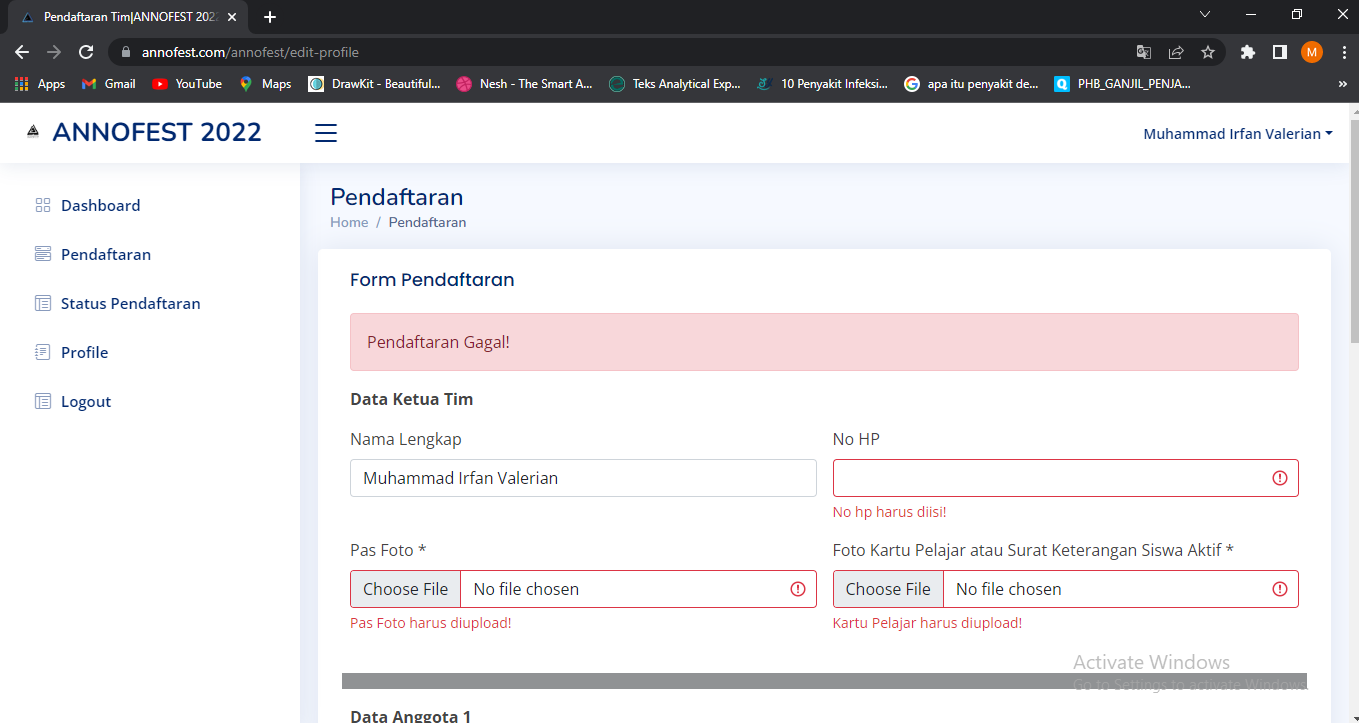 Pendaftaran Tim|ANNOFEST 2022
annofest.com/annofest/edit-profile
M
Apps Gmail YouTube Maps DrawKit - Beautiful... Nesh - The Smart A... Teks Analytical Exp... 10 Penyakit Infeksi... apa itu penyakit de... Q PHB_GANJIL_PENJA... »
ANNOFEST 2022
Muhammad Irfan Valerian
Dashboard
Pendaftaran
Status Pendaftaran
Profile
Logout
Pendaftaran
Home / Pendaftaran
Form Pendaftaran
Pendaftaran Gagal!
Data Ketua Tim
Nama Lengkap
Muhammad Irfan Valerian
No HP
No hp harus diisi!
Pas Foto *
Choose File No file chosen
Pas Foto harus diupload!
Foto Kartu Pelajar atau Surat Keterangan Siswa Aktif *
Choose File No file chosen
Kartu Pelajar harus diupload!
Activate Windows
Go to Settings to activate Windows.
Data Anggota 1